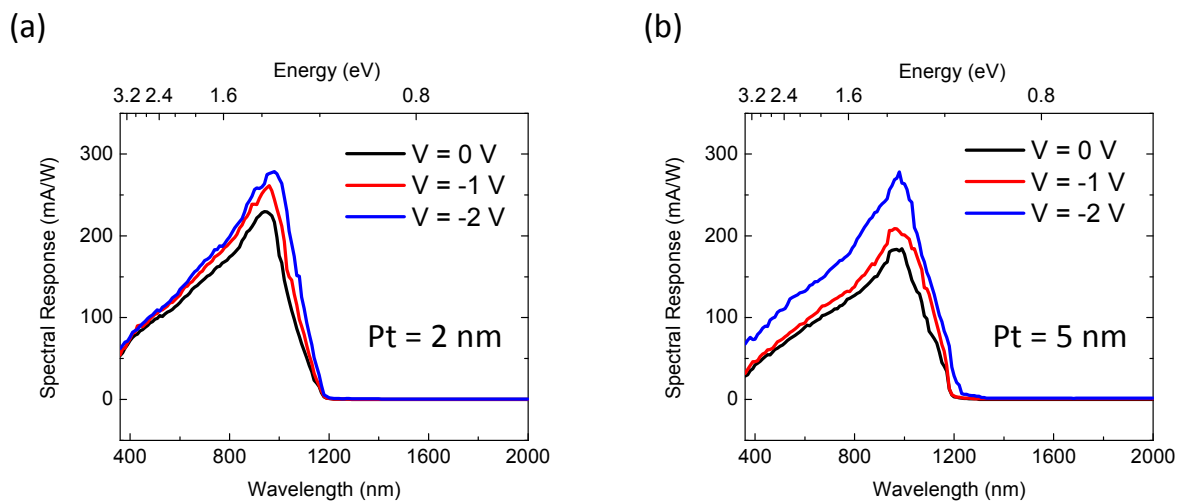 (a)
Energy (eV)
3.2 2.4 1.6 0.8
Spectral Response (mA/W)
300
200
100
0
V = 0 V
V = -1 V
V = -2 V
Pt = 2 nm
400 800 1200 1600 2000
Wavelength (nm)
(b)
Energy (eV)
3.2 2.4 1.6 0.8
Spectral Response (mA/W)
300
200
100
0
V = 0 V
V = -1 V
V = -2 V
Pt = 5 nm
400 800 1200 1600 2000
Wavelength (nm)